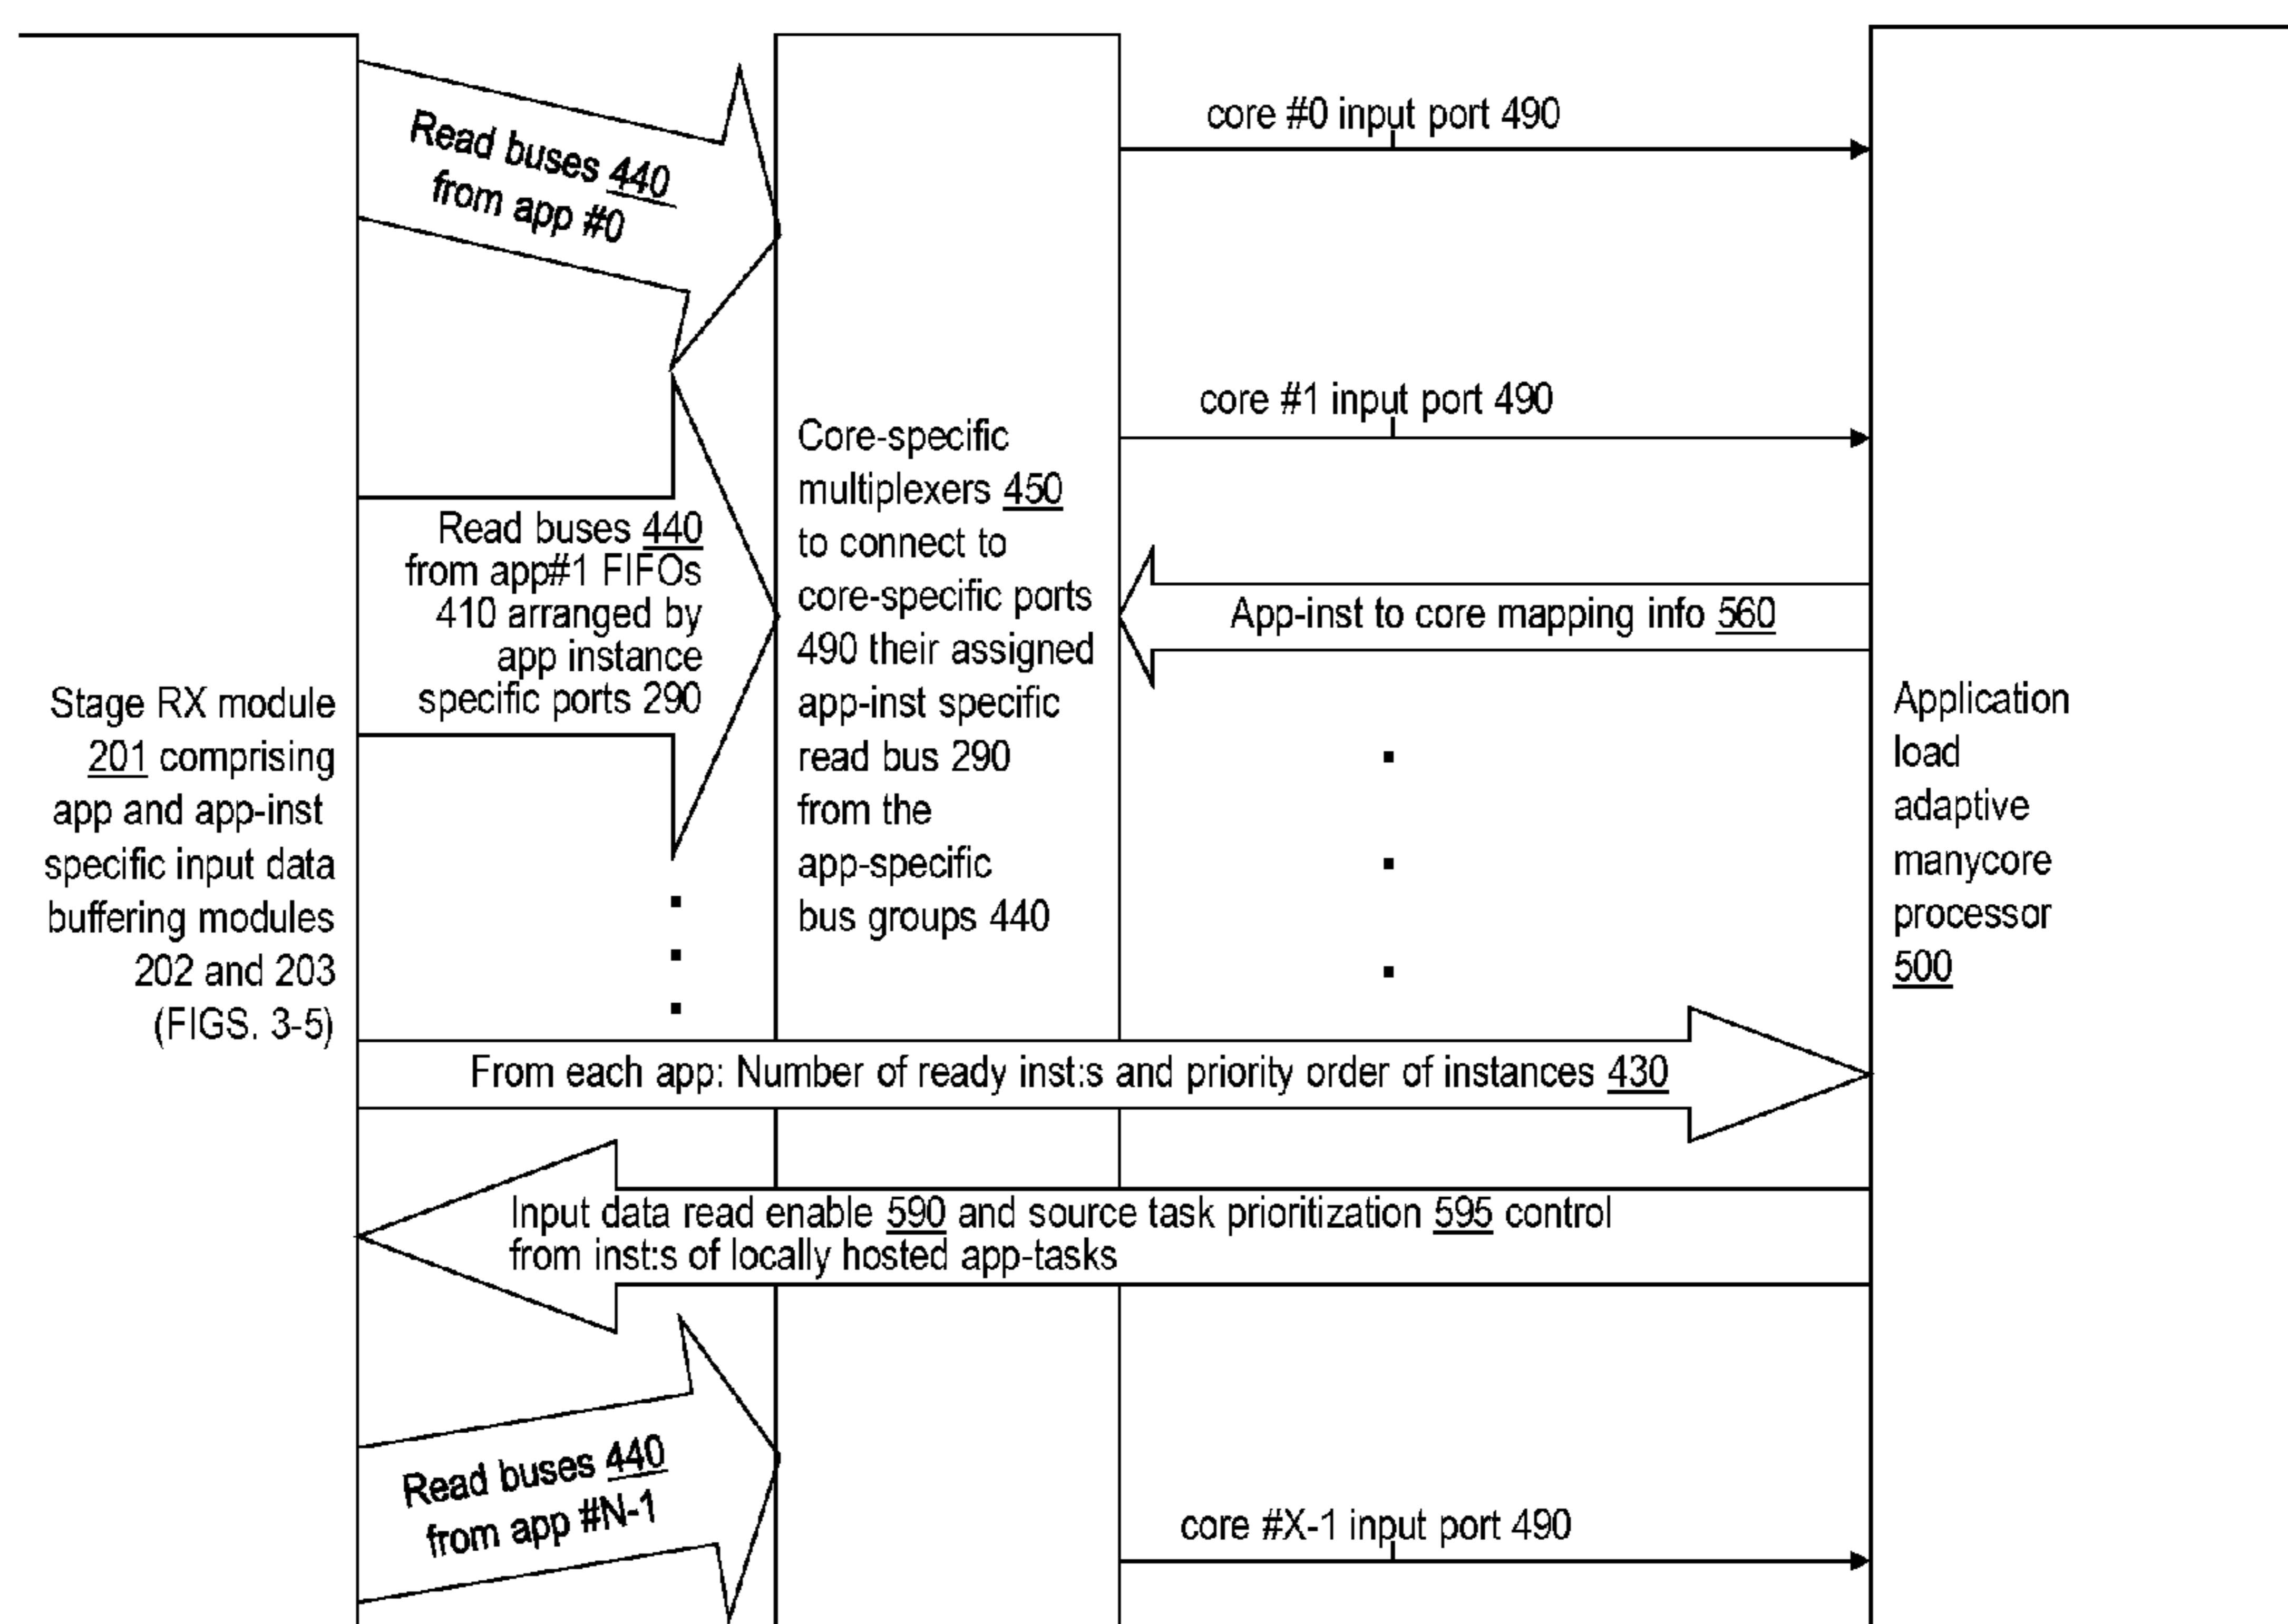 Read buses 440
from app #0
core #0 input port 490
core #1 input port 490
Read buses 440
from app#1 FIFOs
410 arranged by
app instance
specific ports 290
Core-specific
multiplexers 450
to connect to
core-specific ports
490 their assigned
app-inst specific
read bus 290
from the
app-specific
bus groups 440
App-inst to core mapping info 560
Stage RX module
201 comprising
app and app-inst
specific input data
buffering modules
202 and 203
(FIGS. 3-5)
Application
load
adaptive
manycore
processor
500
From each app: Number of ready inst:s and priority order of instances 430
Input data read enable 590 and source task prioritization 595 control
from inst:s of locally hosted app-tasks
Read buses 440
from app #N-1
core #X-1 input port 490